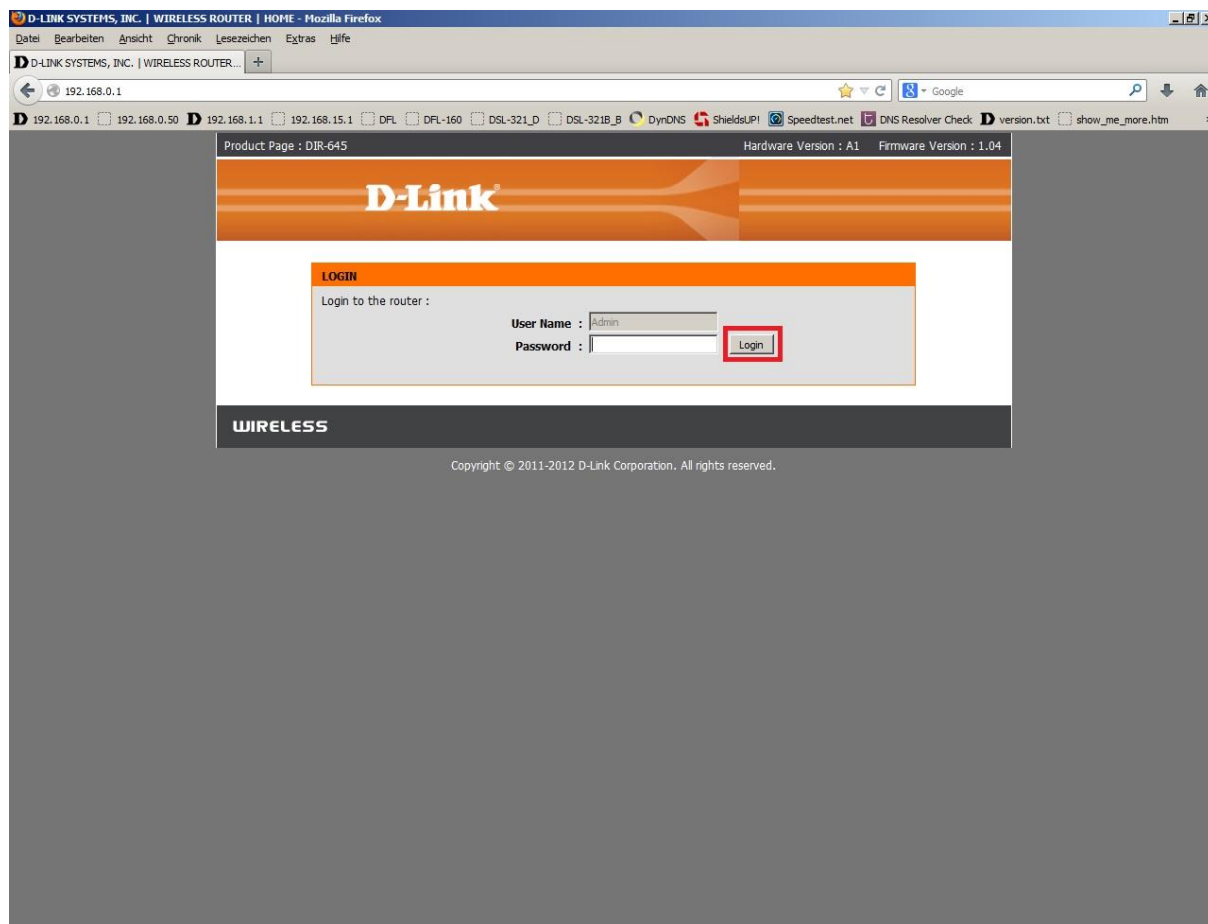 D-LINK SYSTEMS, INC. | WIRELESS ROUTER | HOME - Mozilla Firefox
Datei Bearbeiten Ansicht Chronik Lesezeichen Extras Hilfe
D-LINK SYSTEMS, INC. | WIRELESS ROUTER... +
192.168.0.1 Google
192.168.0.1 192.168.0.50 192.168.1.1 192.168.15.1 DFL DFL-160 DSL-321_D DSL-321B_B DynDNS ShieldsUP! Speedtest.net DNS Resolver Check version.txt show_me_more.htm
Product Page : DIR-645 Hardware Version : A1 Firmware Version : 1.04
D-Link
LOGIN
Login to the router :
User Name : Admin
Password : Login
WIRELESS
Copyright © 2011-2012 D-Link Corporation. All rights reserved.